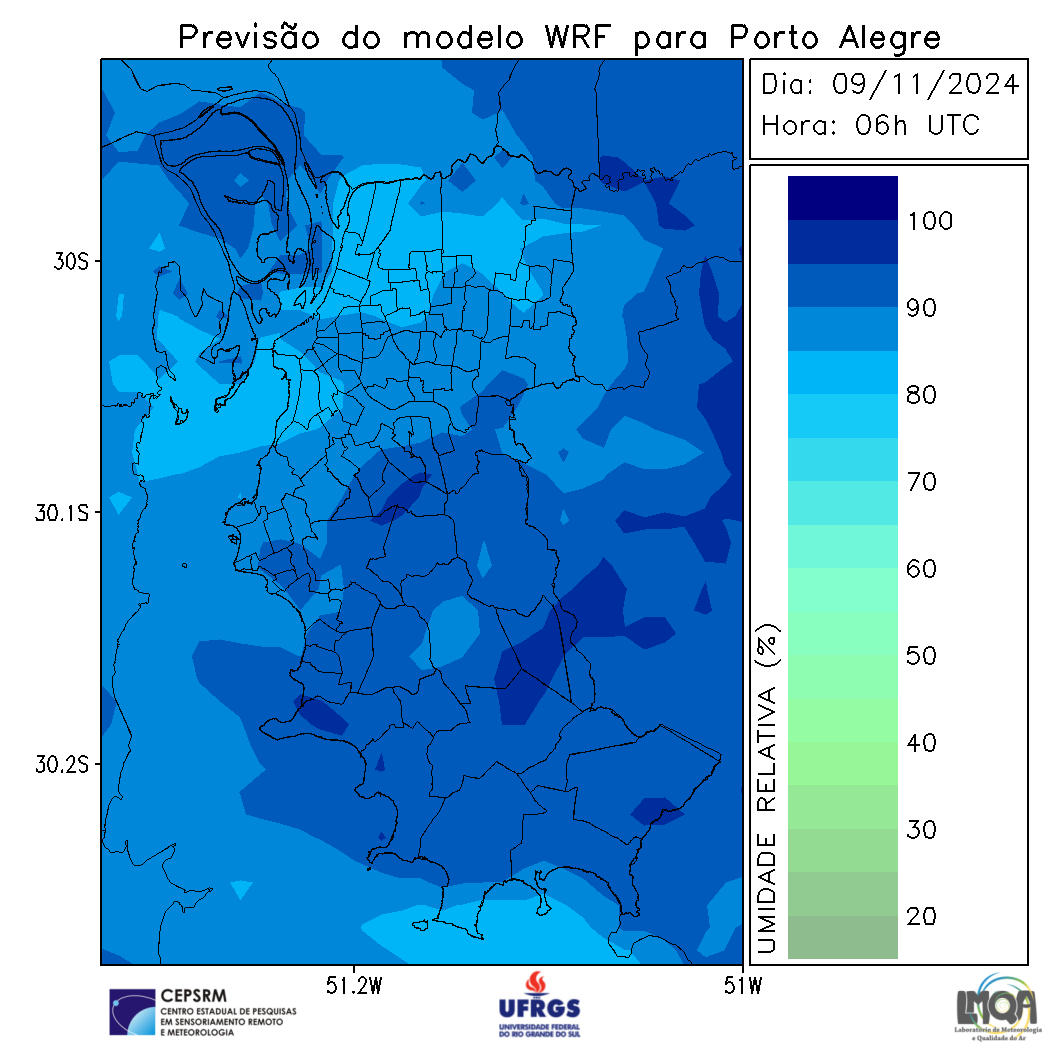 Previsão do modelo WRF para Porto Alegre
Dia: 09/11/2024
Hora: 06h UTC
100
90
80
70
60
50
40
30
20
UMIDADE RELATIVA (%)
30S
30.1S
30.2S
51.2W
51W
CEPSRM
CENTRO ESTADUAL DE PESQUISAS
EM SENSORIAMENTO REMOTO
E METEOROLOGIA
UFRGS
UNIVERSIDADE FEDERAL
DO RIO GRANDE DO SUL
LMQA
Laboratório de Meteorologia
e Qualidade do Ar